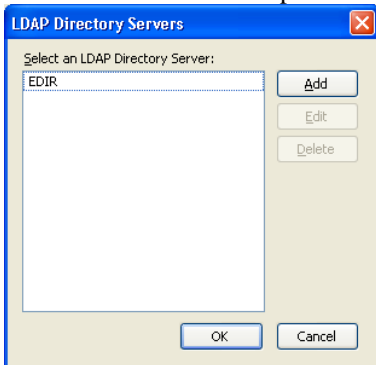 LDAP Directory Servers
Select an LDAP Directory Server:
EDIR
Add
Edit
Delete
OK
Cancel